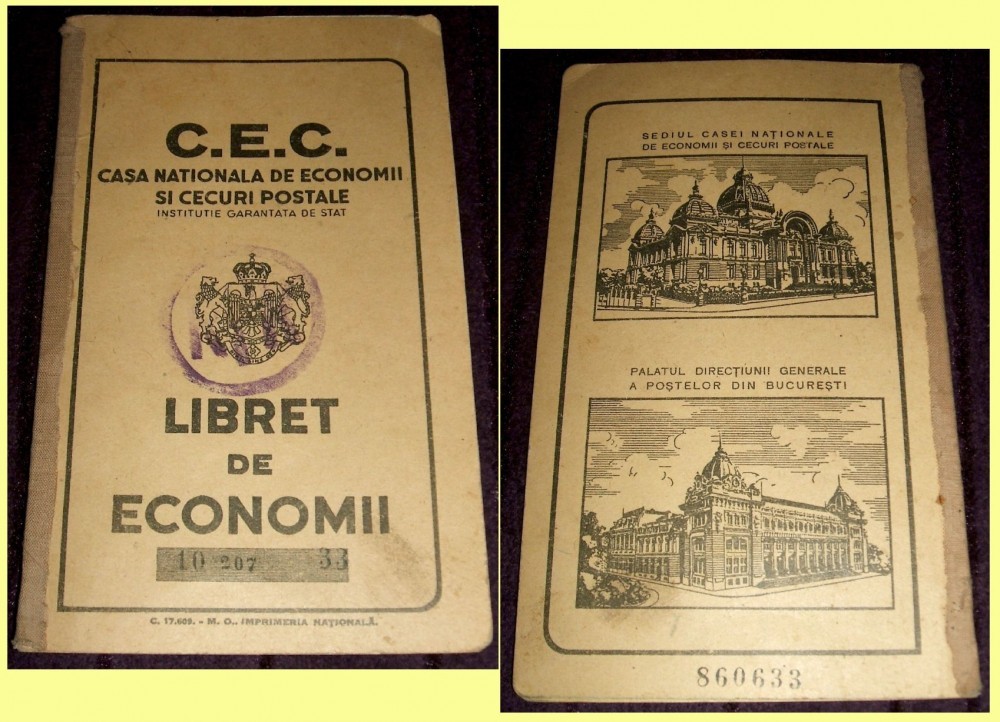 C.E.C.
CASA NATIONALA DE ECONOMII
SI CECURI POSTALE
INSTITUTIE GARANTATA DE STAT
LIBRET
DE
ECONOMII
10 207 33
C. 17.609. - M. O., IMPRIMERIA NAȚIONALĂ.
SEDIUL CASEI NAȚIONALE
DE ECONOMII ȘI CECURI POSTALE
PALATUL DIRECȚIUNII GENERALE
A POȘTELOR DIN BUCUREȘTI
860633